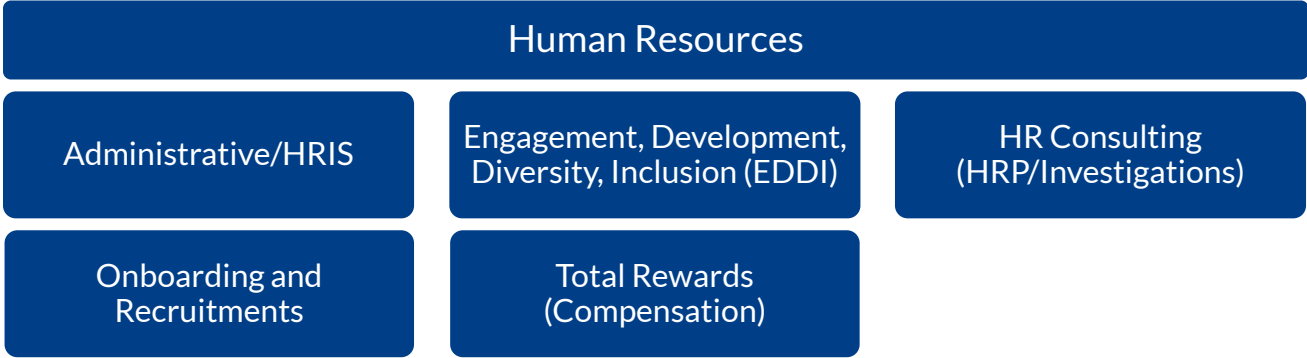 Human Resources
Administrative/HRIS
Engagement, Development,
Diversity, Inclusion (EDDI)
HR Consulting
(HRP/Investigations)
Onboarding and
Recruitments
Total Rewards
(Compensation)